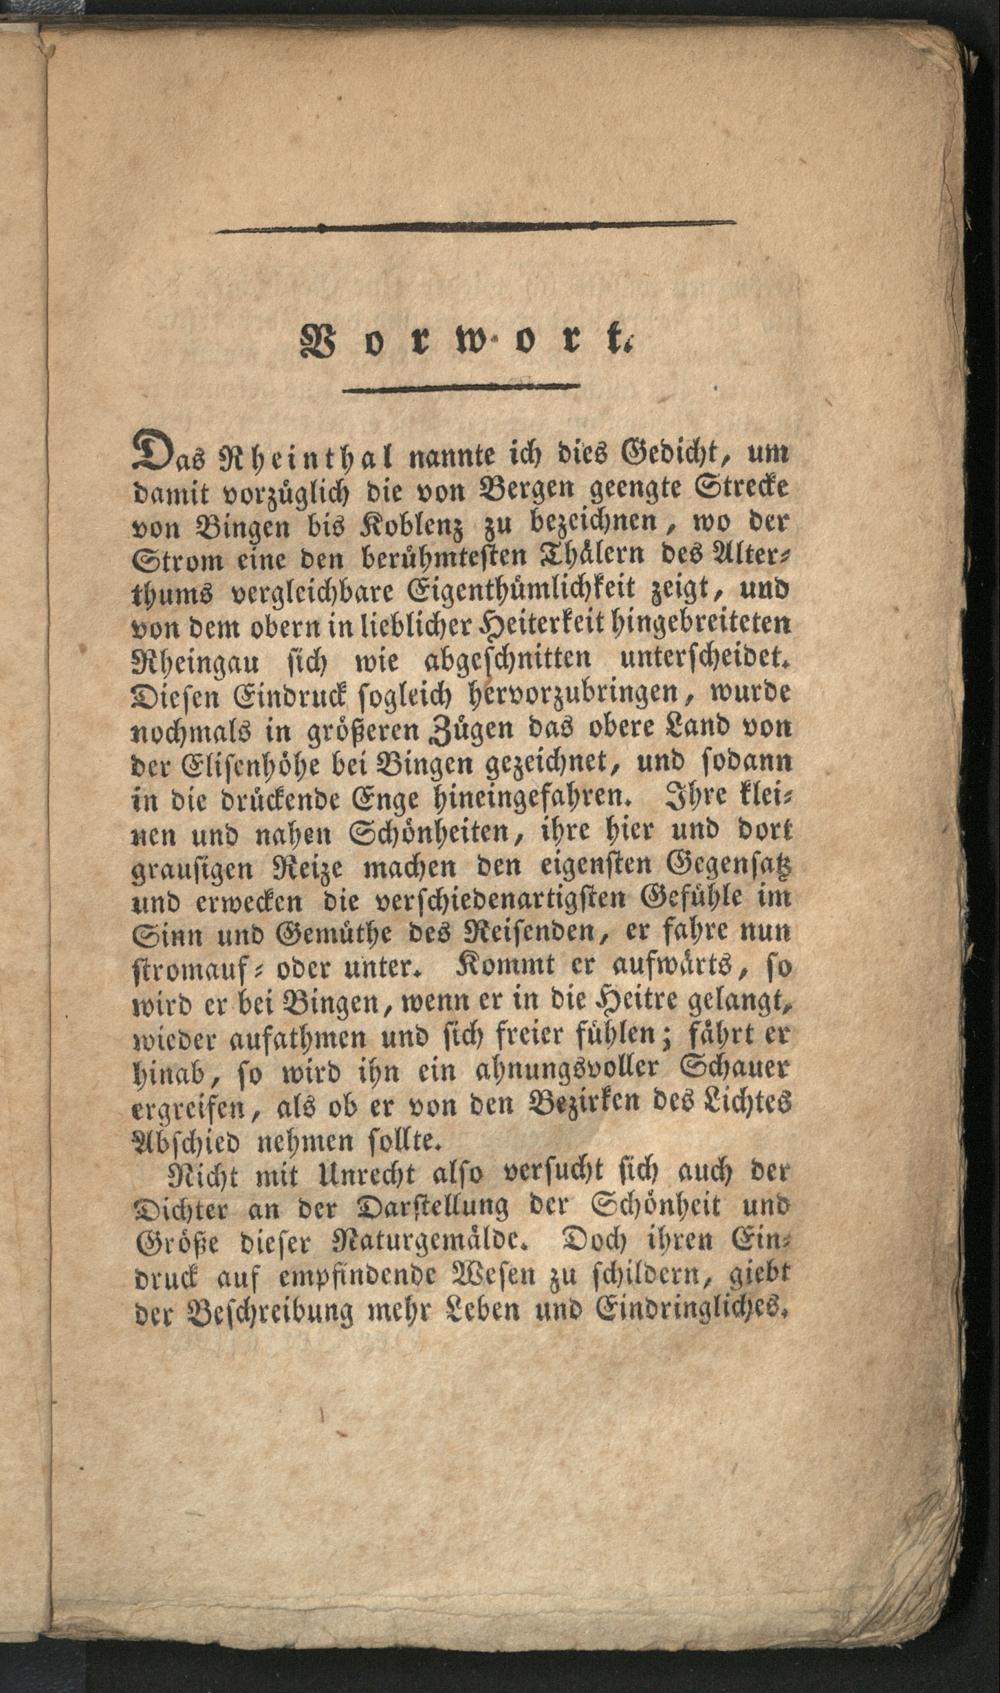 Vorwort.
Das Rheinthal nannte ich dies Gedicht, um
damit vorzüglich die von Bergen geengte Strecke
von Bingen bis Koblenz zu bezeichnen, wo der
Strom eine den berühmtesten Thälern des Alter-
thums vergleichbare Eigenthümlichkeit zeigt, und
von dem obern in lieblicher Heiterkeit hingebreiteten
Rheingau sich wie abgeschnitten unterscheidet.
Diesen Eindruck sogleich hervorzubringen, wurde
nochmals in größeren Zügen das obere Land von
der Elisenhöhe bei Bingen gezeichnet, und sodann
in die drückende Enge hineingefahren. Ihre klei-
nen und nahen Schönheiten, ihre hier und dort
grausigen Reize machen den eigensten Gegensatz
und erwecken die verschiedenartigsten Gefühle im
Sinn und Gemüthe des Reisenden, er fahre nun
stromauf- oder unter. Kommt er aufwärts, so
wird er bei Bingen, wenn er in die Heitre gelangt,
wieder aufathmen und sich freier fühlen; fährt er
hinab, so wird ihn ein ahnungsvoller Schauer
ergreifen, als ob er von den Bezirken des Lichtes
Abschied nehmen sollte.
Nicht mit Unrecht also versucht sich auch der
Dichter an der Darstellung der Schönheit und
Größe dieser Naturgemälde. Doch ihren Ein-
druck auf empfindende Wesen zu schildern, giebt
der Beschreibung mehr Leben und Eindringliches.